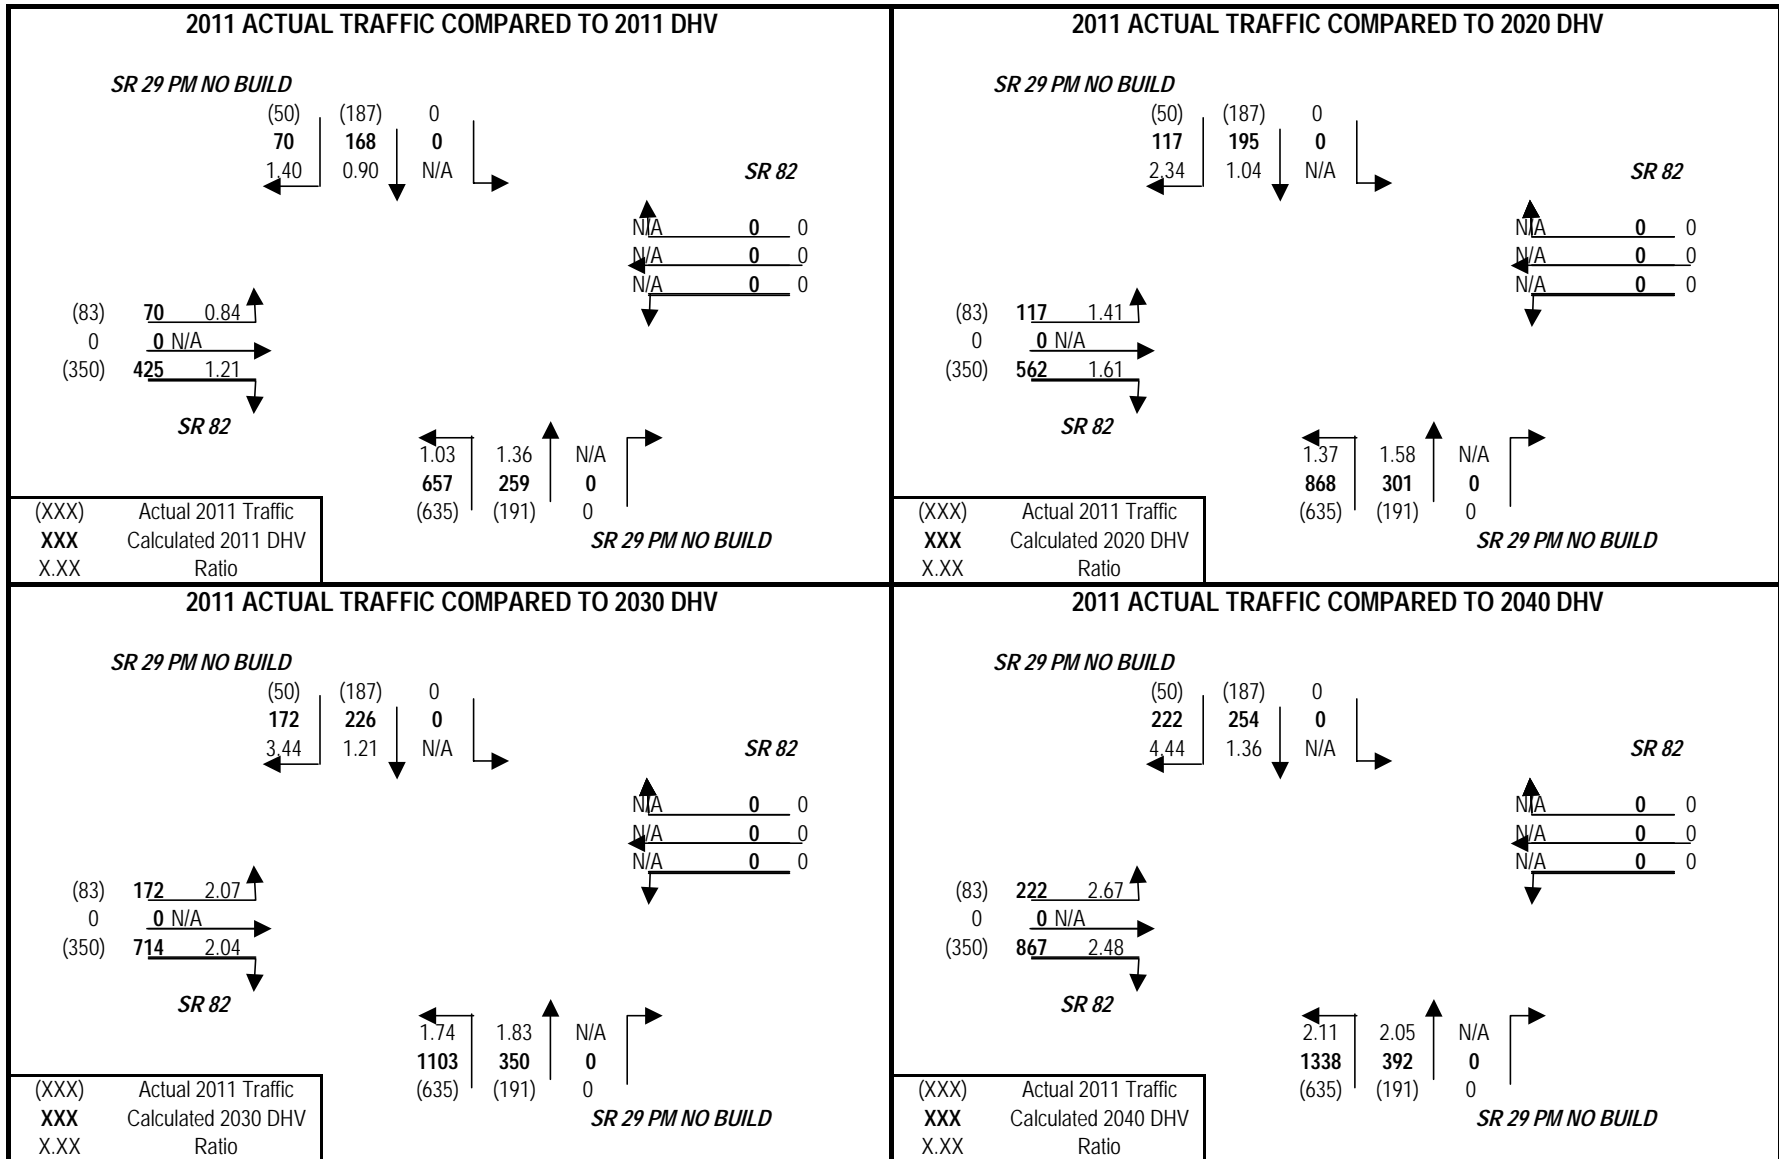 2011 ACTUAL TRAFFIC COMPARED TO 2011 DHV
SR 29 PM NO BUILD
(50) (187) 0
70 168 0
1.40 0.90 N/A
SR 82
N/A 0 0
N/A 0 0
N/A 0 0
(83) 70 0.84
0 0 N/A
(350) 425 1.21
SR 82
1.03 1.36 N/A
657 259 0
(635) (191) 0
SR 29 PM NO BUILD
(XXX) Actual 2011 Traffic
XXX Calculated 2011 DHV
X.XX Ratio
2011 ACTUAL TRAFFIC COMPARED TO 2020 DHV
SR 29 PM NO BUILD
(50) (187) 0
117 195 0
2.34 1.04 N/A
SR 82
N/A 0 0
N/A 0 0
N/A 0 0
(83) 117 1.41
0 0 N/A
(350) 562 1.61
SR 82
1.37 1.58 N/A
868 301 0
(635) (191) 0
SR 29 PM NO BUILD
(XXX) Actual 2011 Traffic
XXX Calculated 2020 DHV
X.XX Ratio
2011 ACTUAL TRAFFIC COMPARED TO 2030 DHV
SR 29 PM NO BUILD
(50) (187) 0
172 226 0
3.44 1.21 N/A
SR 82
N/A 0 0
N/A 0 0
N/A 0 0
(83) 172 2.07
0 0 N/A
(350) 714 2.04
SR 82
1.74 1.83 N/A
1103 350 0
(635) (191) 0
SR 29 PM NO BUILD
(XXX) Actual 2011 Traffic
XXX Calculated 2030 DHV
X.XX Ratio
2011 ACTUAL TRAFFIC COMPARED TO 2040 DHV
SR 29 PM NO BUILD
(50) (187) 0
222 254 0
4.44 1.36 N/A
SR 82
N/A 0 0
N/A 0 0
N/A 0 0
(83) 222 2.67
0 0 N/A
(350) 867 2.48
SR 82
2.11 2.05 N/A
1338 392 0
(635) (191) 0
SR 29 PM NO BUILD
(XXX) Actual 2011 Traffic
XXX Calculated 2040 DHV
X.XX Ratio